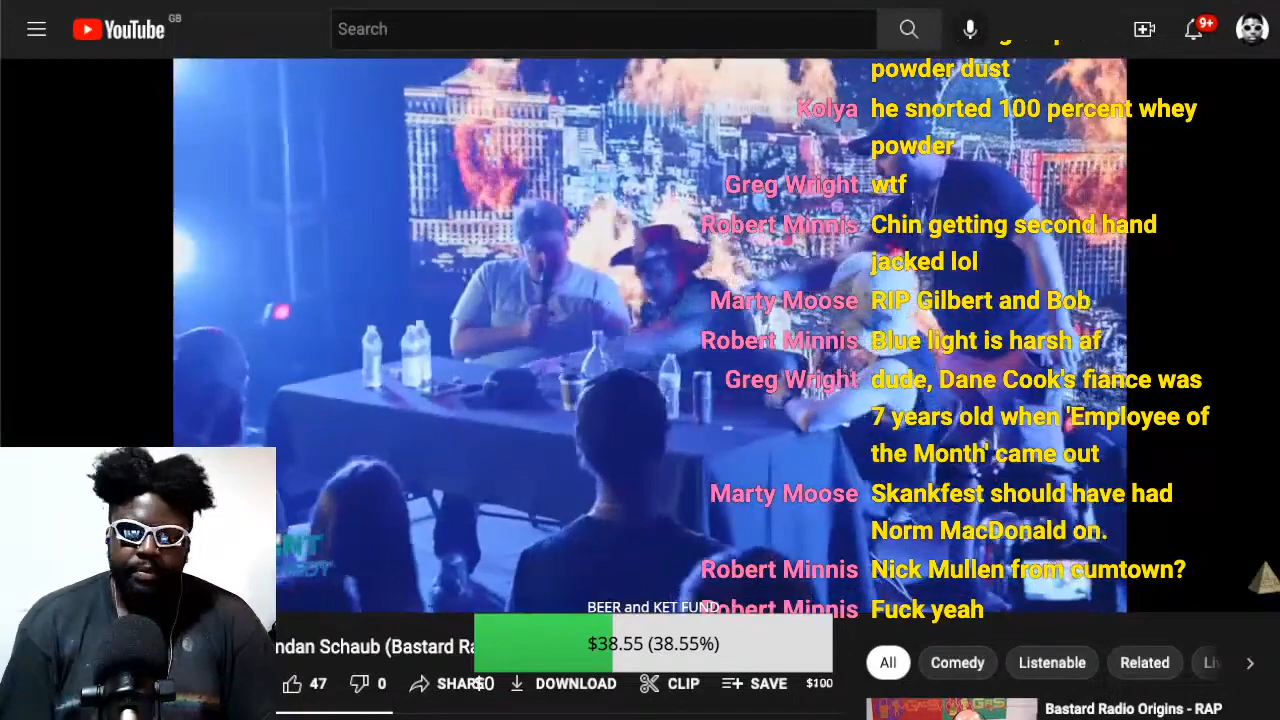 YouTube GB
Search
9+
powder dust
Kolya he snorted 100 percent whey
powder
Greg Wright wtf
Robert Minnis Chin getting second hand
jacked lol
Marty Moose RIP Gilbert and Bob
Robert Minnis Blue light is harsh af
Greg Wright dude, Dane Cook's fiance was
7 years old when 'Employee of
the Month' came out
Marty Moose Skankfest should have had
Norm MacDonald on.
Robert Minnis Nick Mullen from cumtown?
Robert Minnis Fuck yeah
BEER and KET FUND
$38.55 (38.55%)
$0
$100
ndan Schaub (Bastard Ra
47
0
SHAR
DOWNLOAD
CLIP
SAVE
All
Comedy
Listenable
Related
Li
Bastard Radio Origins - RAP